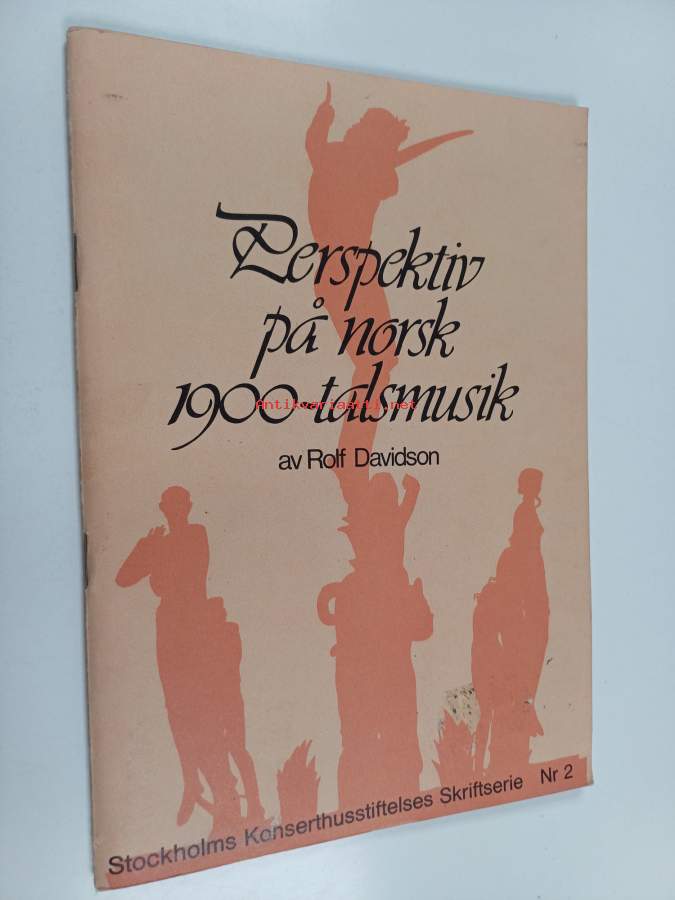 Perspektiv
på norsk
1900-talsmusik
Antikvariaatti.net
av Rolf Davidson
Stockholms Konserthusstiftelses Skriftserie Nr 2